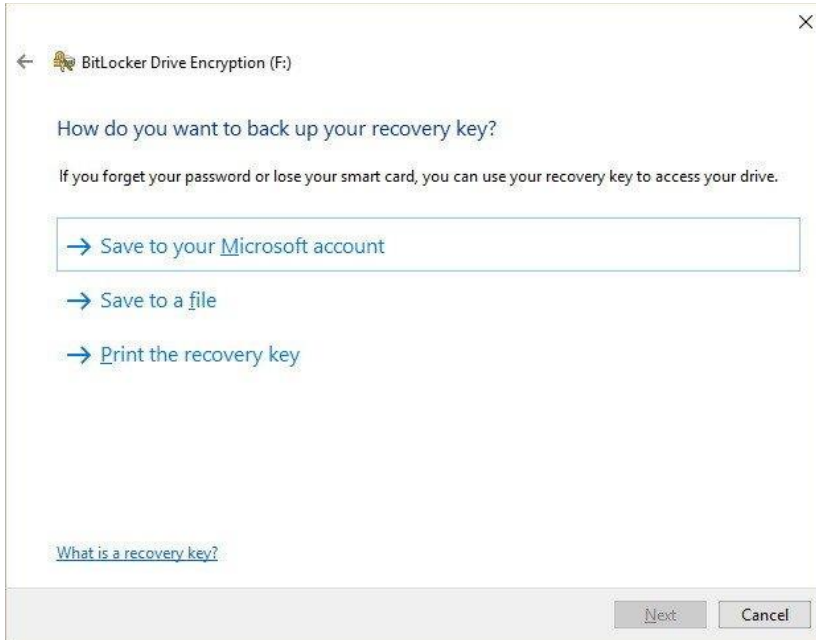 BitLocker Drive Encryption (F:)
How do you want to back up your recovery key?
If you forget your password or lose your smart card, you can use your recovery key to access your drive.
Save to your Microsoft account
Save to a file
Print the recovery key
What is a recovery key?
Next Cancel